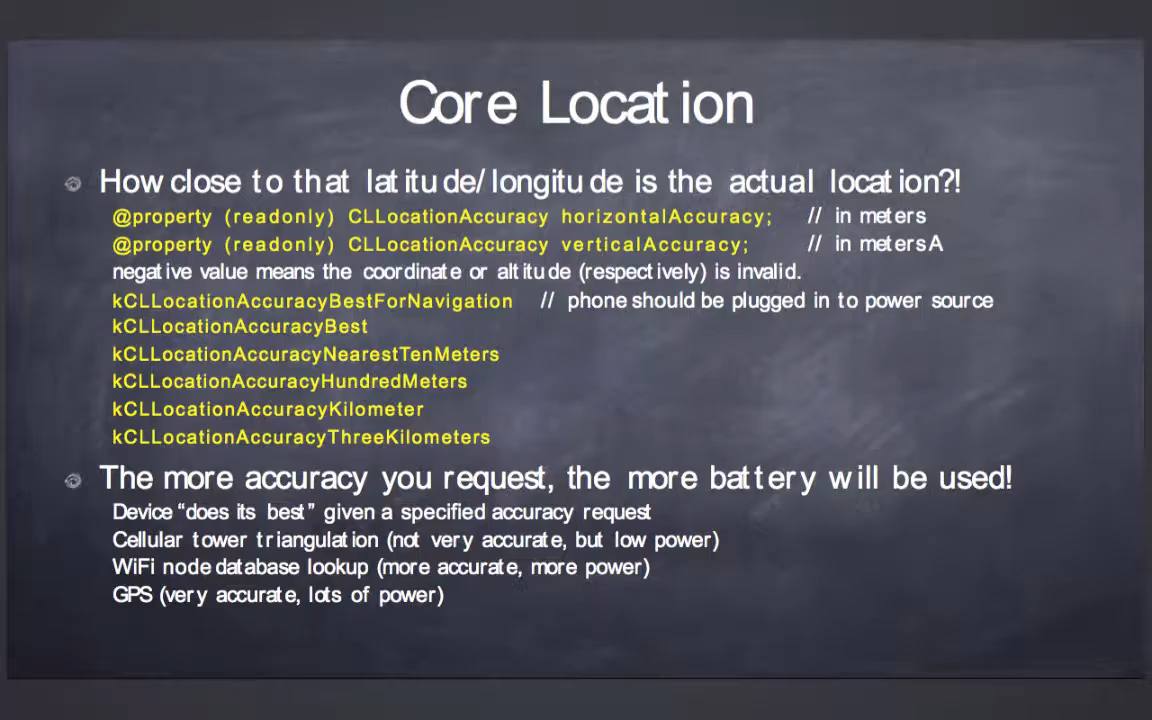 Core Location
How close to that latitude/longitude is the actual location?!
@property (readonly) CLLocationAccuracy horizontalAccuracy; // in meters
@property (readonly) CLLocationAccuracy verticalAccuracy; // in metersA
negative value means the coordinate or altitude (respectively) is invalid.
kCLLocationAccuracyBestForNavigation // phone should be plugged in to power source
kCLLocationAccuracyBest
kCLLocationAccuracyNearestTenMeters
kCLLocationAccuracyHundredMeters
kCLLocationAccuracyKilometer
kCLLocationAccuracyThreeKilometers
The more accuracy you request, the more battery will be used!
Device “does its best” given a specified accuracy request
Cellular tower triangulation (not very accurate, but low power)
WiFi node database lookup (more accurate, more power)
GPS (very accurate, lots of power)